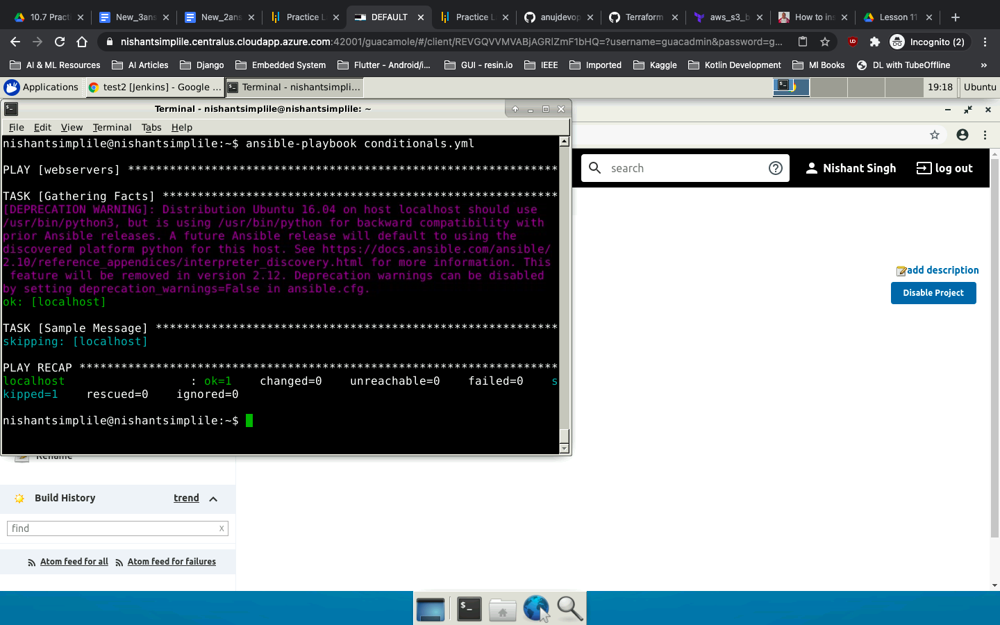 10.7 Practi
New_3ans
New_2ans
Practice L
DEFAULT
Practice L
anujdevop
Terraform
aws_s3_b
How to ins
Lesson 11
nishantsimplile.centralus.cloudapp.azure.com:42001/guacamole/#/client/REVGQVVMVABjAGRlZmF1bHQ=?username=guacadmin&password=g...
Incognito (2)
AI & ML Resources
AI Articles
Django
Embedded System
Flutter - Android/i...
GUI - resin.io
IEEE
Imported
Kaggle
Kotlin Development
MI Books
DL with TubeOffline
»
Applications
test2 [Jenkins] - Google ...
Terminal - nishantsimpli...
19:18
Ubuntu
Terminal - nishantsimplile@nishantsimplile: ~
File Edit View Terminal Tabs Help
nishantsimplile@nishantsimplile:~$ ansible-playbook conditionals.yml
PLAY [webservers] **************************************************************
TASK [Gathering Facts] *********************************************************
[DEPRECATION WARNING]: Distribution Ubuntu 16.04 on host localhost should use
/usr/bin/python3, but is using /usr/bin/python for backward compatibility with
prior Ansible releases. A future Ansible release will default to using the
discovered platform python for this host. See https://docs.ansible.com/ansible/
2.10/reference_appendices/interpreter_discovery.html for more information. This
feature will be removed in version 2.12. Deprecation warnings can be disabled
by setting deprecation_warnings=False in ansible.cfg.
ok: [localhost]
TASK [Sample Message] **********************************************************
skipping: [localhost]
PLAY RECAP *********************************************************************
localhost                  : ok=1    changed=0    unreachable=0    failed=0    s
kipped=1    rescued=0    ignored=0
nishantsimplile@nishantsimplile:~$
search
Nishant Singh
log out
add description
Disable Project
Rename
Build History
trend
find
x
Atom feed for all
Atom feed for failures